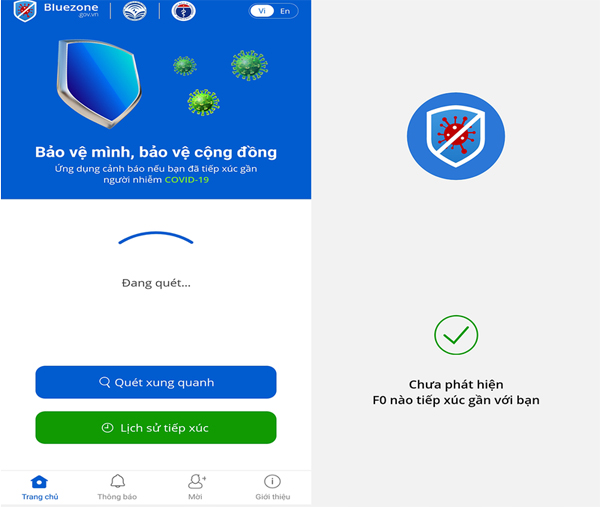 Bluezone
.gov.vn
Vi
En
Bảo vệ mình, bảo vệ cộng đồng
Ứng dụng cảnh báo nếu bạn đã tiếp xúc gần
người nhiễm COVID-19
Đang quét...
Quét xung quanh
Lịch sử tiếp xúc
Trang chủ
Thông báo
Mời
Giới thiệu
Chưa phát hiện
F0 nào tiếp xúc gần với bạn